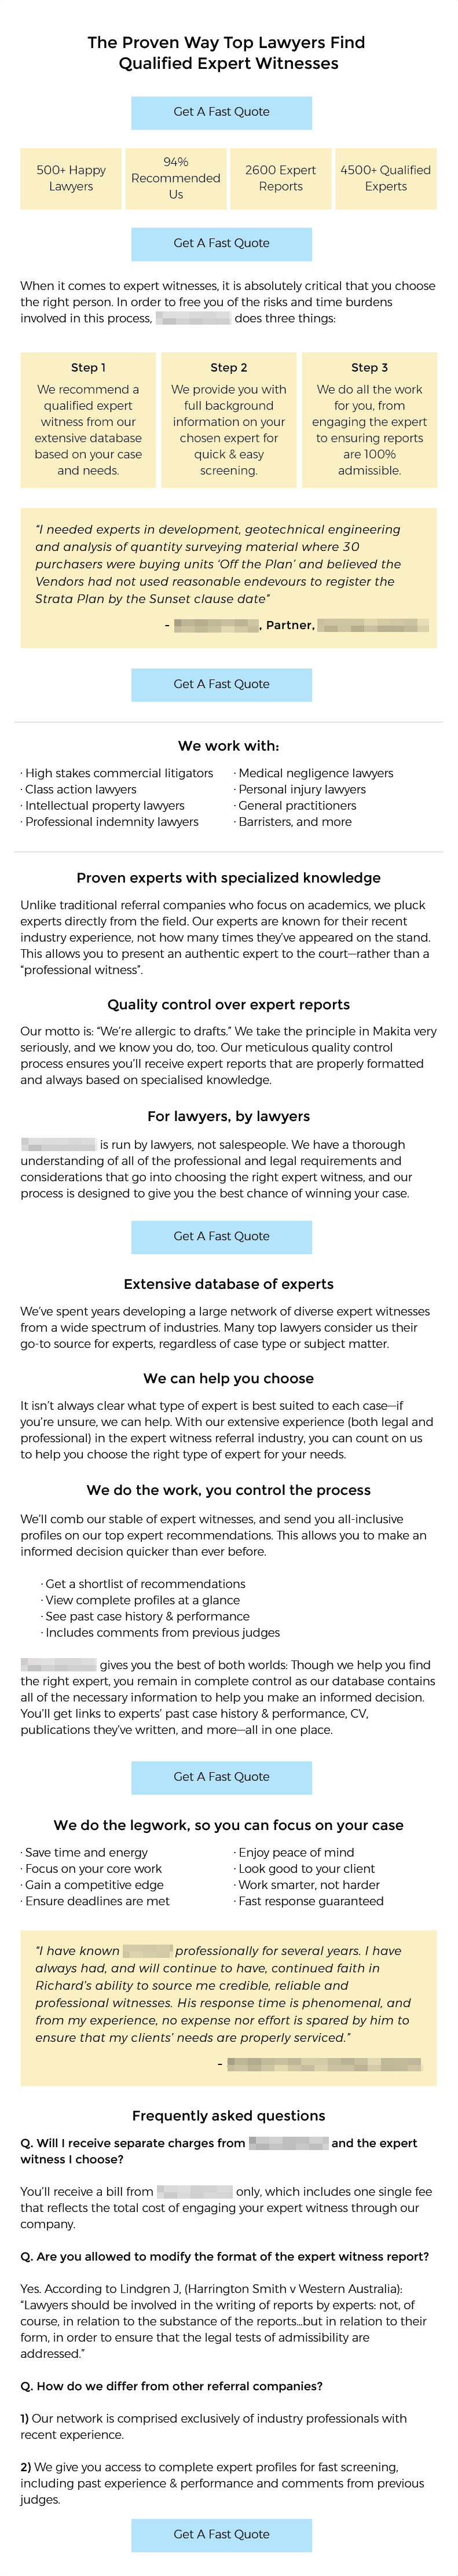 The Proven Way Top Lawyers Find
Qualified Expert Witnesses
Get A Fast Quote
500+ Happy
Lawyers
94%
Recommended
Us
2600 Expert
Reports
4500+ Qualified
Experts
Get A Fast Quote
When it comes to expert witnesses, it is absolutely critical that you choose
the right person. In order to free you of the risks and time burdens
involved in this process, does three things:
Step 1
We recommend a
qualified expert
witness from our
extensive database
based on your case
and needs.
Step 2
We provide you with
full background
information on your
chosen expert for
quick & easy
screening.
Step 3
We do all the work
for you, from
engaging the expert
to ensuring reports
are 100%
admissible.
"I needed experts in development, geotechnical engineering
and analysis of quantity surveying material where 30
purchasers were buying units ‘Off the Plan’ and believed the
Vendors had not used reasonable endevours to register the
Strata Plan by the Sunset clause date"
- , Partner,
Get A Fast Quote
We work with:
· High stakes commercial litigators
· Class action lawyers
· Intellectual property lawyers
· Professional indemnity lawyers
· Medical negligence lawyers
· Personal injury lawyers
· General practitioners
· Barristers, and more
Proven experts with specialized knowledge
Unlike traditional referral companies who focus on academics, we pluck
experts directly from the field. Our experts are known for their recent
industry experience, not how many times they’ve appeared on the stand.
This allows you to present an authentic expert to the court—rather than a
“professional witness”.
Quality control over expert reports
Our motto is: “We’re allergic to drafts.” We take the principle in Makita very
seriously, and we know you do, too. Our meticulous quality control
process ensures you’ll receive expert reports that are properly formatted
and always based on specialised knowledge.
For lawyers, by lawyers
is run by lawyers, not salespeople. We have a thorough
understanding of all of the professional and legal requirements and
considerations that go into choosing the right expert witness, and our
process is designed to give you the best chance of winning your case.
Get A Fast Quote
Extensive database of experts
We’ve spent years developing a large network of diverse expert witnesses
from a wide spectrum of industries. Many top lawyers consider us their
go-to source for experts, regardless of case type or subject matter.
We can help you choose
It isn’t always clear what type of expert is best suited to each case—if
you’re unsure, we can help. With our extensive experience (both legal and
professional) in the expert witness referral industry, you can count on us
to help you choose the right type of expert for your needs.
We do the work, you control the process
We’ll comb our stable of expert witnesses, and send you all-inclusive
profiles on our top expert recommendations. This allows you to make an
informed decision quicker than ever before.
· Get a shortlist of recommendations
· View complete profiles at a glance
· See past case history & performance
· Includes comments from previous judges
gives you the best of both worlds: Though we help you find
the right expert, you remain in complete control as our database contains
all of the necessary information to help you make an informed decision.
You’ll get links to experts’ past case history & performance, CV,
publications they’ve written, and more—all in one place.
Get A Fast Quote
We do the legwork, so you can focus on your case
· Save time and energy
· Focus on your core work
· Gain a competitive edge
· Ensure deadlines are met
· Enjoy peace of mind
· Look good to your client
· Work smarter, not harder
· Fast response guaranteed
"I have known professionally for several years. I have
always had, and will continue to have, continued faith in
Richard’s ability to source me credible, reliable and
professional witnesses. His response time is phenomenal, and
from my experience, no expense nor effort is spared by him to
ensure that my clients’ needs are properly serviced."
-
Frequently asked questions
Q. Will I receive separate charges from and the expert
witness I choose?
You’ll receive a bill from only, which includes one single fee
that reflects the total cost of engaging your expert witness through our
company.
Q. Are you allowed to modify the format of the expert witness report?
Yes. According to Lindgren J, (Harrington Smith v Western Australia):
“Lawyers should be involved in the writing of reports by experts: not, of
course, in relation to the substance of the reports...but in relation to their
form, in order to ensure that the legal tests of admissibility are
addressed.”
Q. How do we differ from other referral companies?
1) Our network is comprised exclusively of industry professionals with
recent experience.
2) We give you access to complete expert profiles for fast screening,
including past experience & performance and comments from previous
judges.
Get A Fast Quote